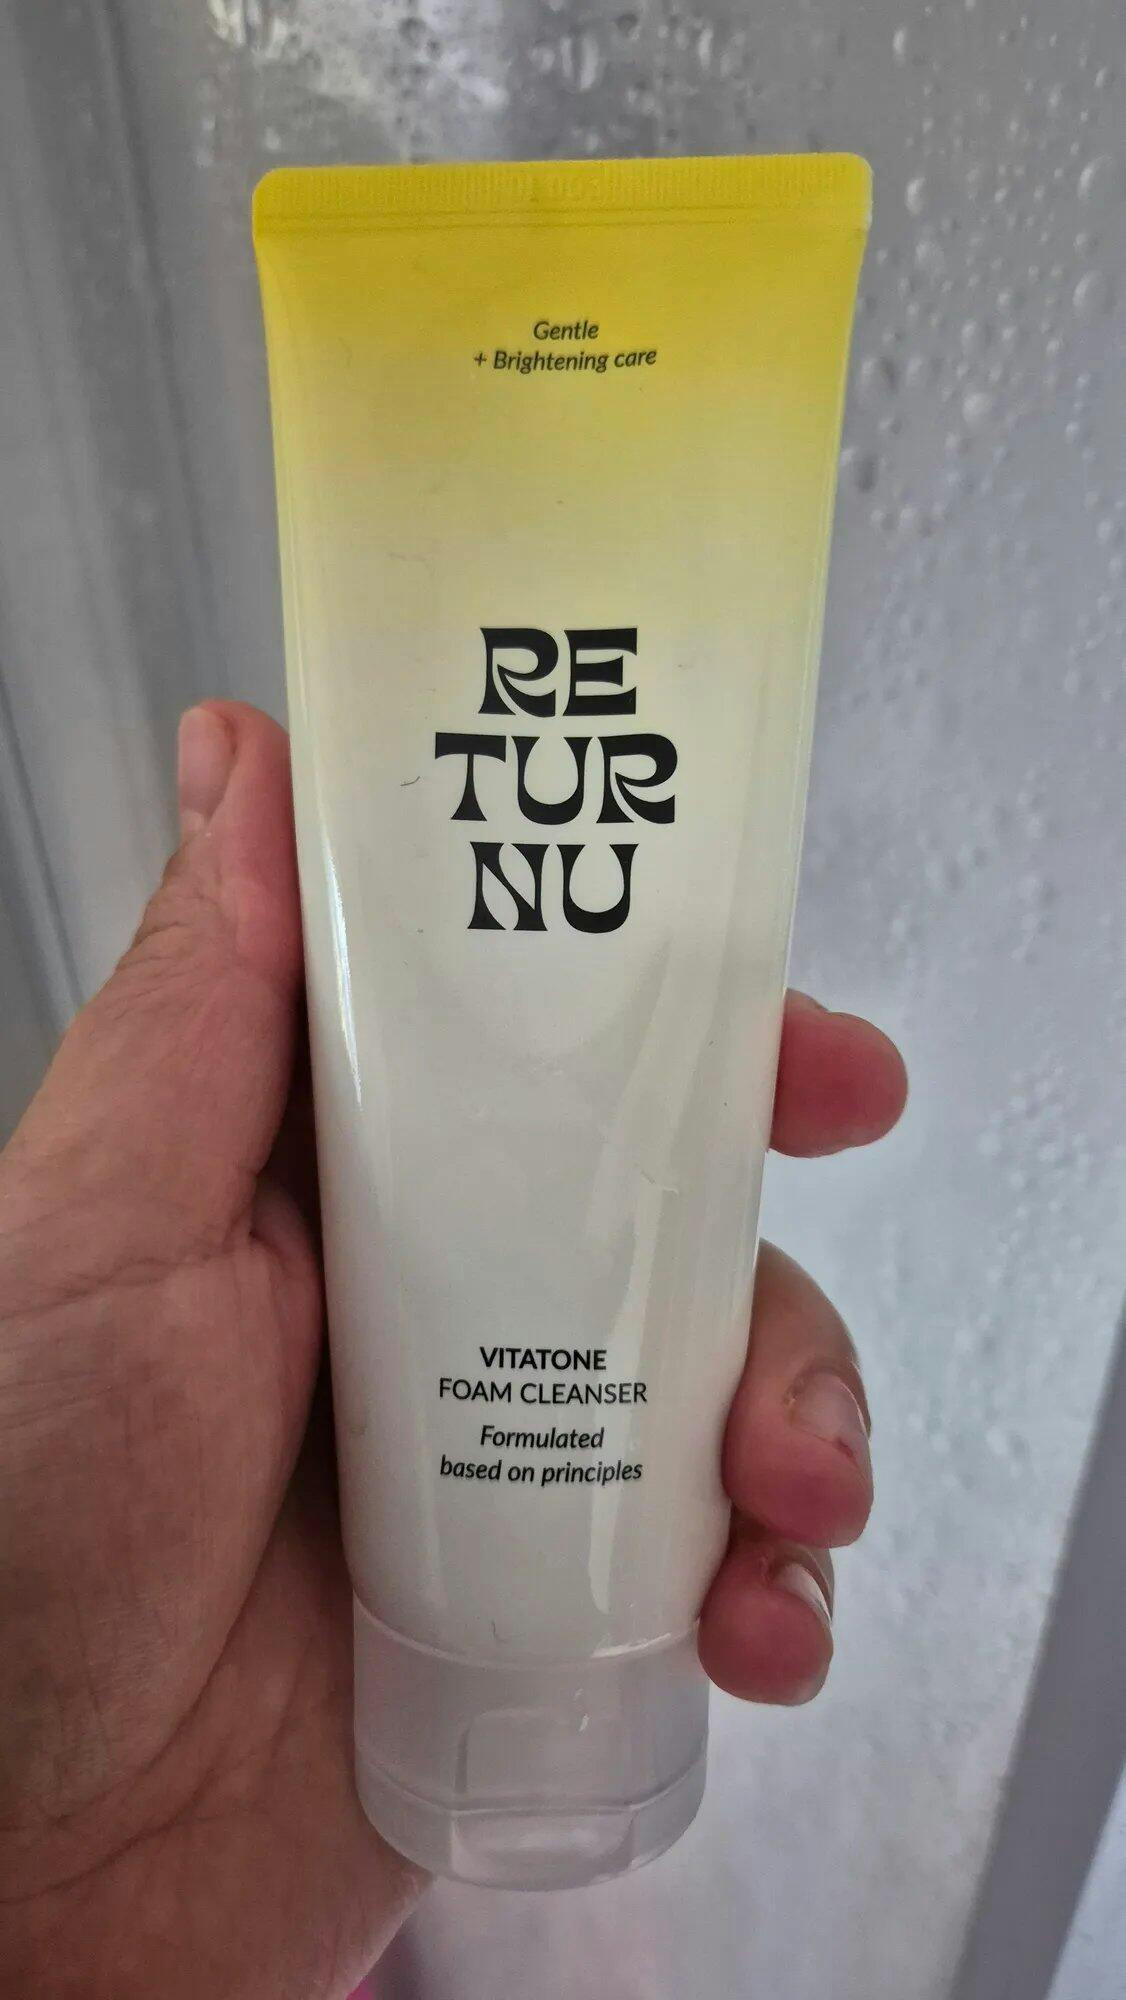 Gentle
+ Brightening care
RE
TUR
NU
VITATONE
FOAM CLEANSER
Formulated
based on principles